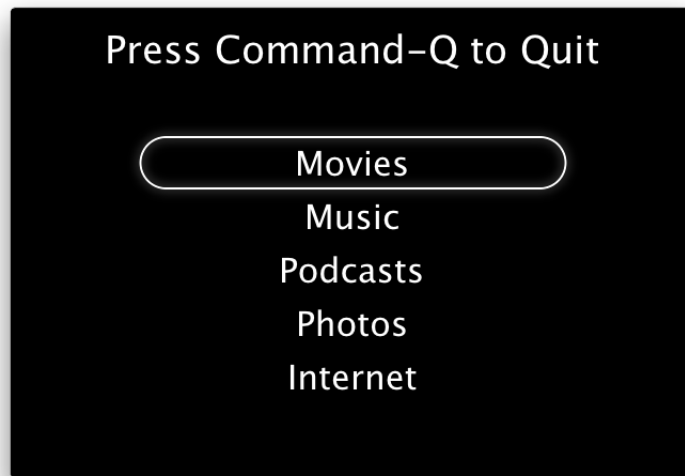 Press Command-Q to Quit
Movies
Music
Podcasts
Photos
Internet